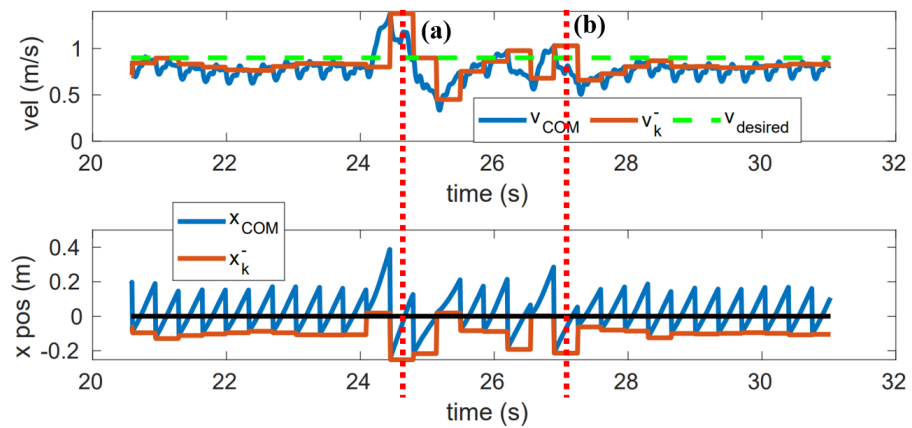 (a)
(b)
1
0.5
1
vel (m/s)
v_COM
v_k^-
v_desired
20
22
24
26
28
30
32
time (s)
x_COM
x_k^-
0.4
0.2
0
-0.2
x pos (m)
20
22
24
26
28
30
32
time (s)